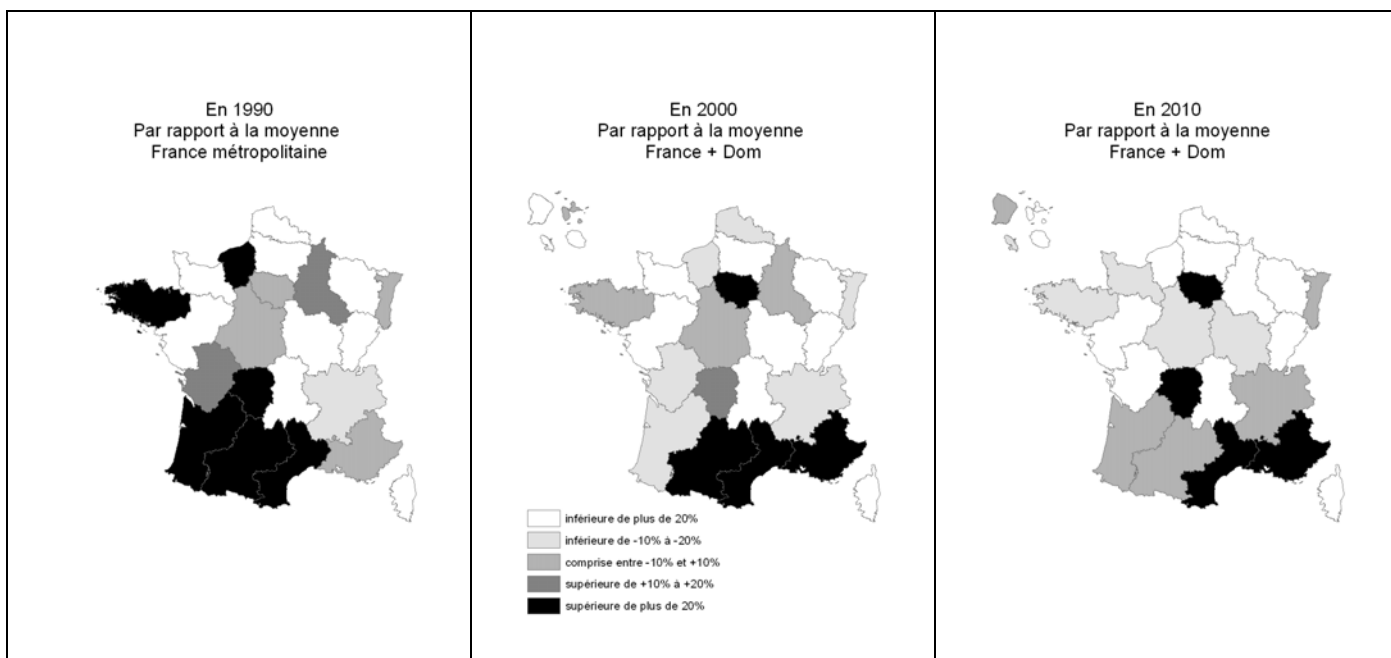 En 1990
Par rapport à la moyenne
France métropolitaine
En 2000
Par rapport à la moyenne
France + Dom
inférieure de plus de 20%
inférieure de -10% à -20%
comprise entre -10% et +10%
supérieure de +10% à +20%
supérieure de plus de 20%
En 2010
Par rapport à la moyenne
France + Dom